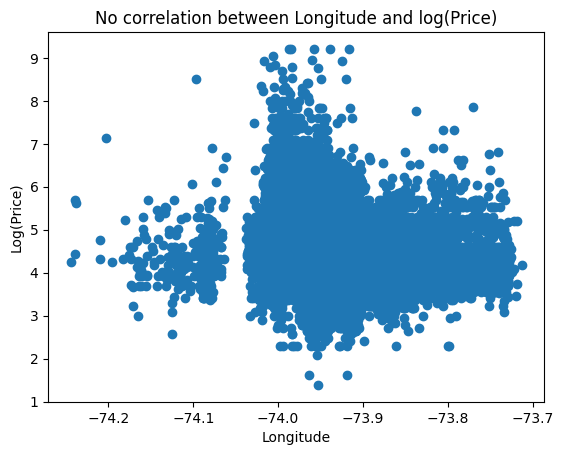 No correlation between Longitude and log(Price)
9
8
7
6
5
4
3
2
1
Log(Price)
−74.2 −74.1 −74.0 −73.9 −73.8 −73.7
Longitude